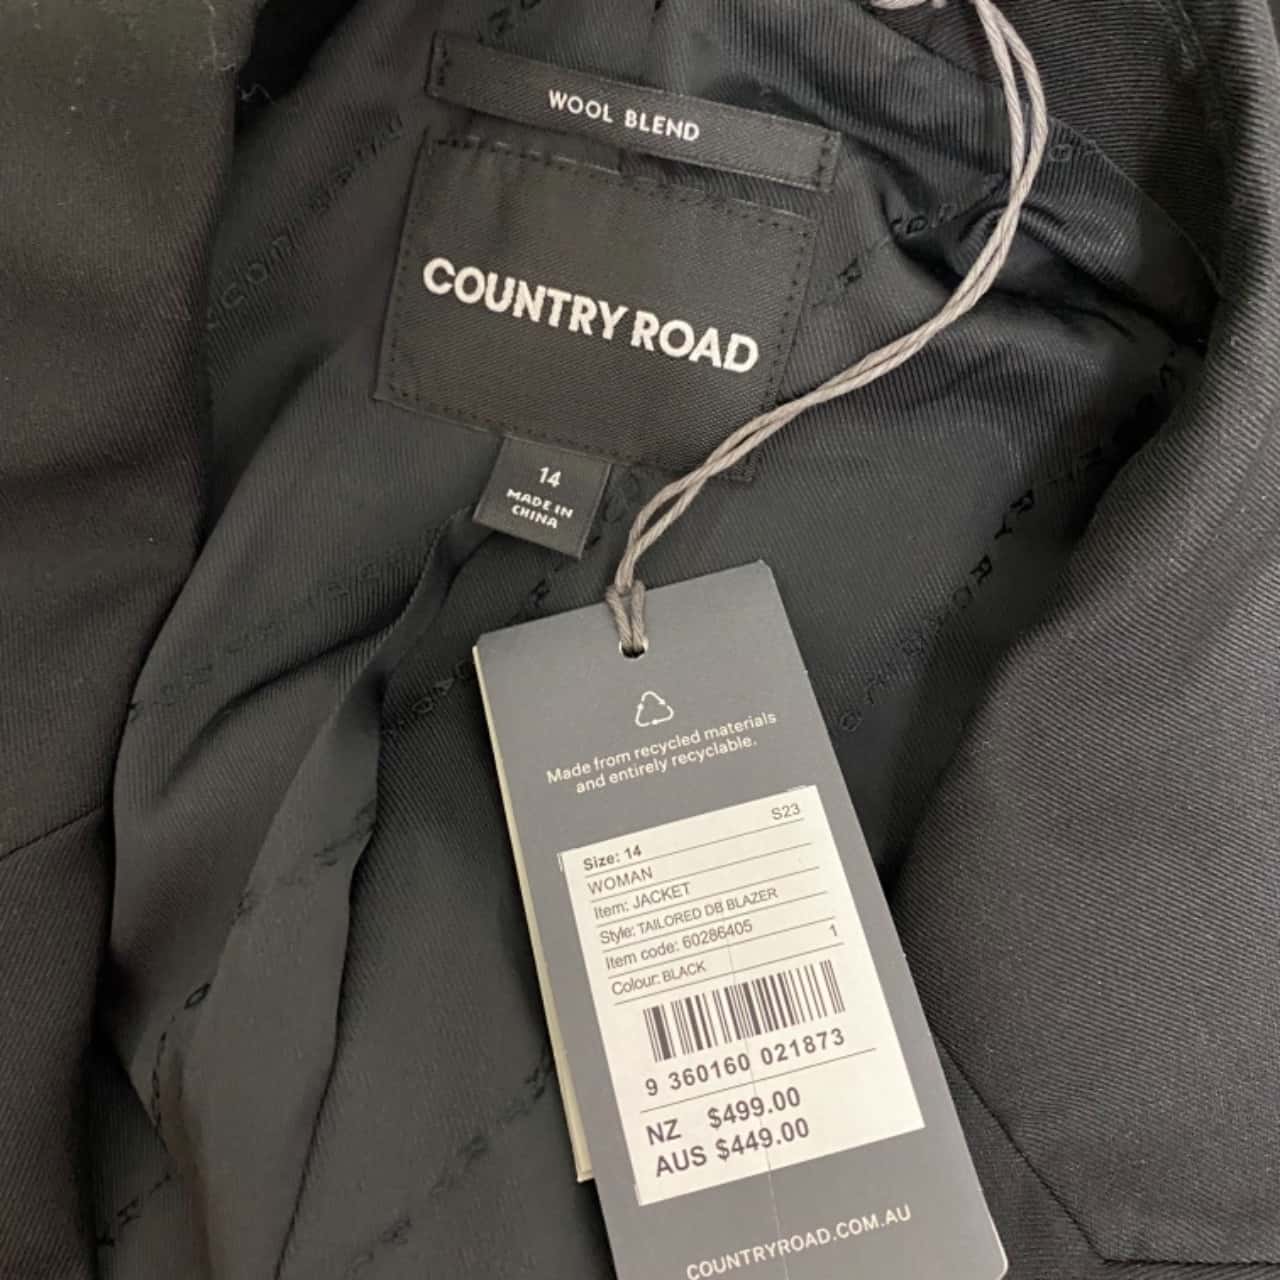 WOOL BLEND
COUNTRY ROAD
14
MADE IN
CHINA
Made from recycled materials
and entirely recyclable.
S23
Size: 14
WOMAN
Item: JACKET
Style: TAILORED DB BLAZER
Item code: 60286405
1
Colour: BLACK
9 360160 021873
NZ $499.00
AUS $449.00
COUNTRYROAD.COM.AU